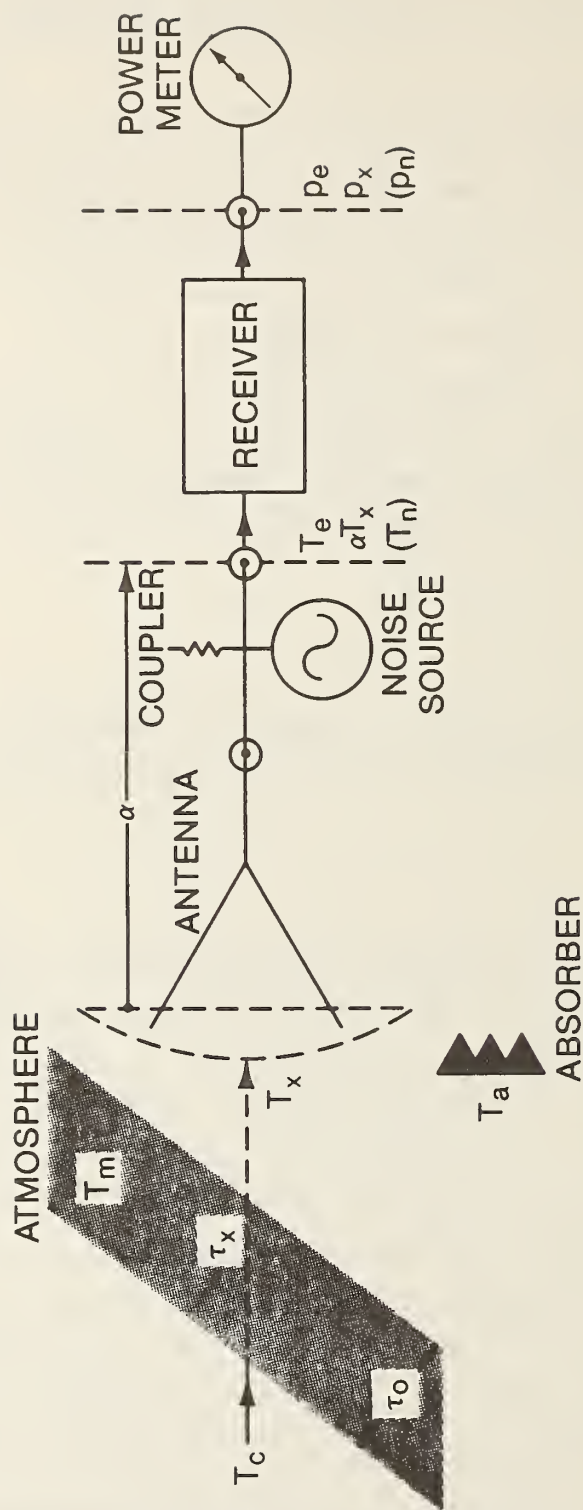 ATMOSPHERE
T_m
τ_x
τ_o
T_c
T_x
T_a
ABSORBER
α
ANTENNA
COUPLER
NOISE
SOURCE
T_e
αT_x
(T_n)
RECEIVER
p_e
p_x
(p_n)
POWER
METER